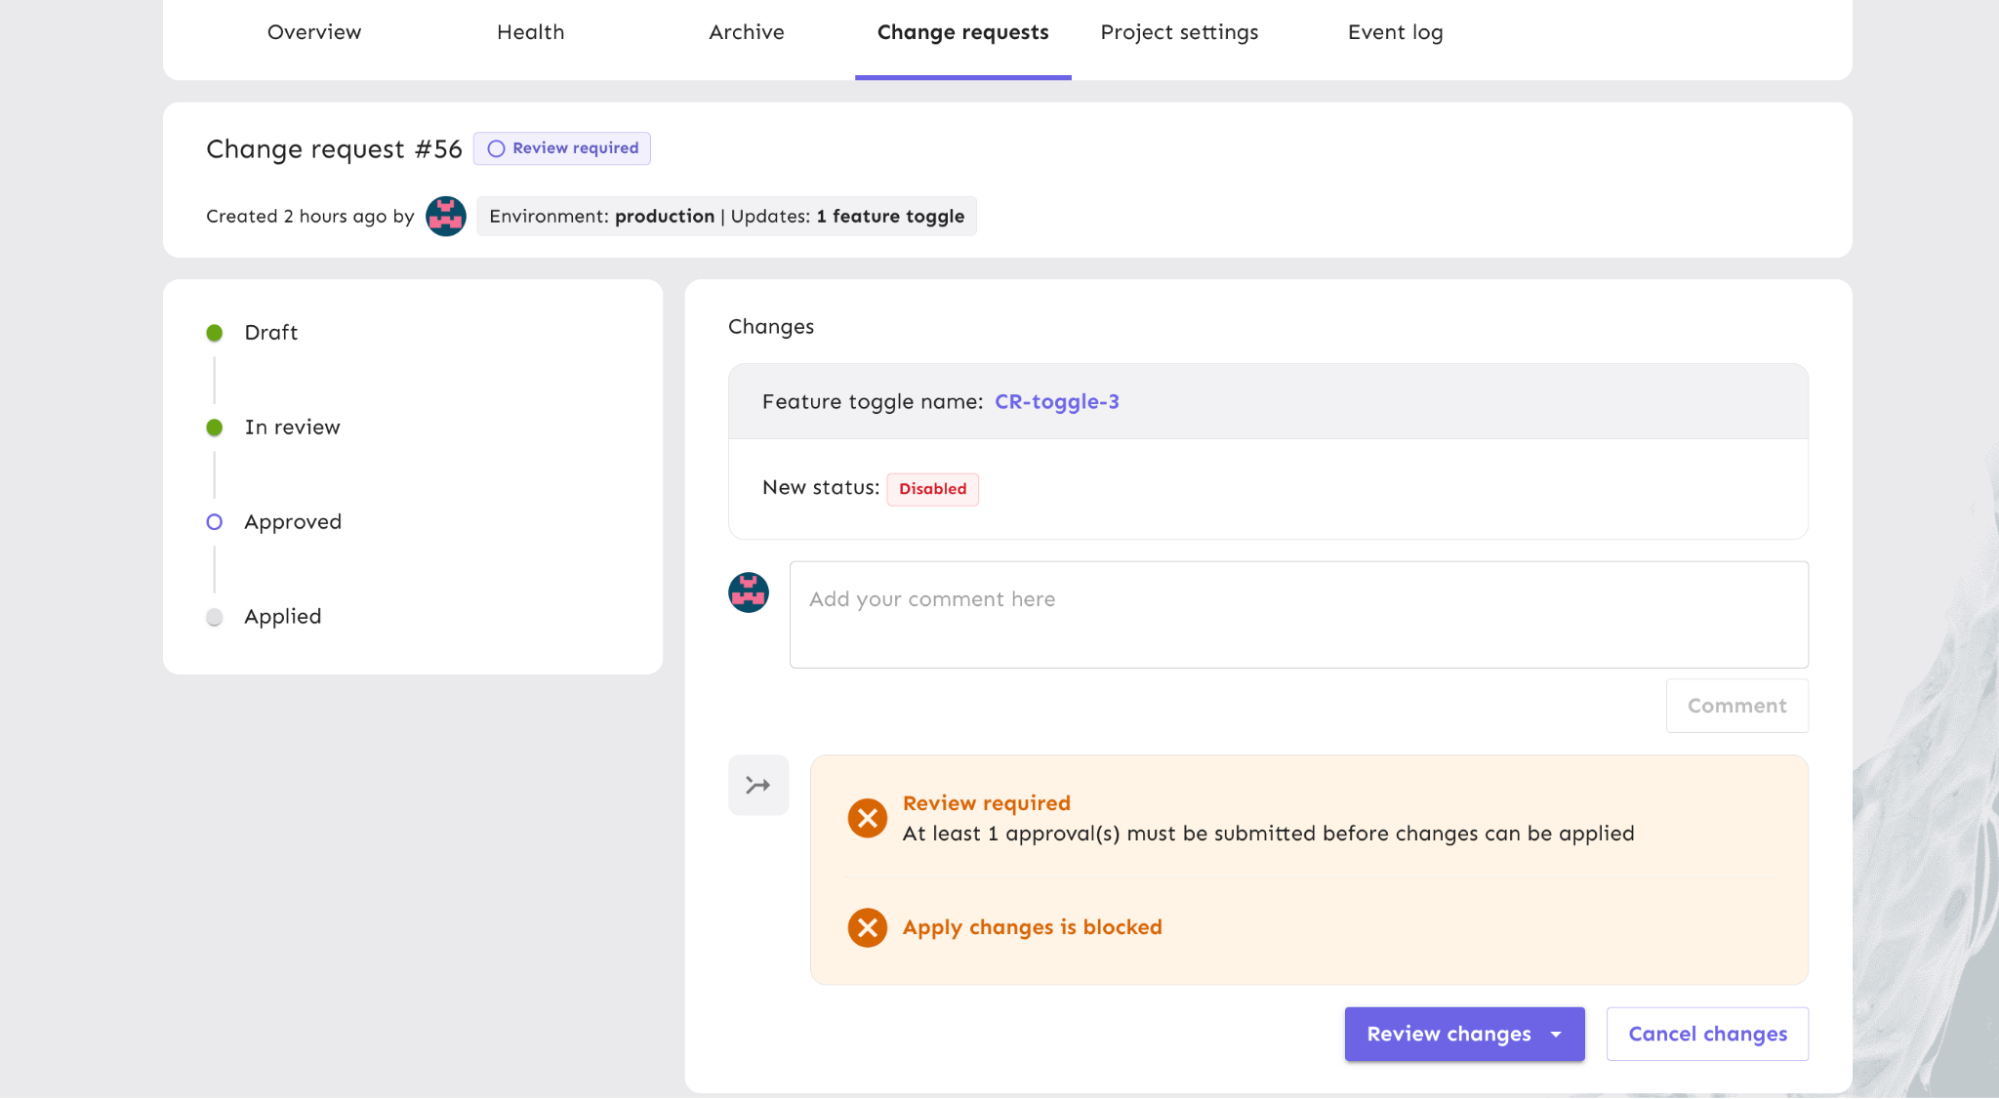 Overview Health Archive Change requests Project settings Event log
Change request #56 Review required
Created 2 hours ago by Environment: production | Updates: 1 feature toggle
Draft
In review
Approved
Applied
Changes
Feature toggle name: CR-toggle-3
New status: Disabled
Add your comment here
Comment
Review required
At least 1 approval(s) must be submitted before changes can be applied
Apply changes is blocked
Review changes Cancel changes